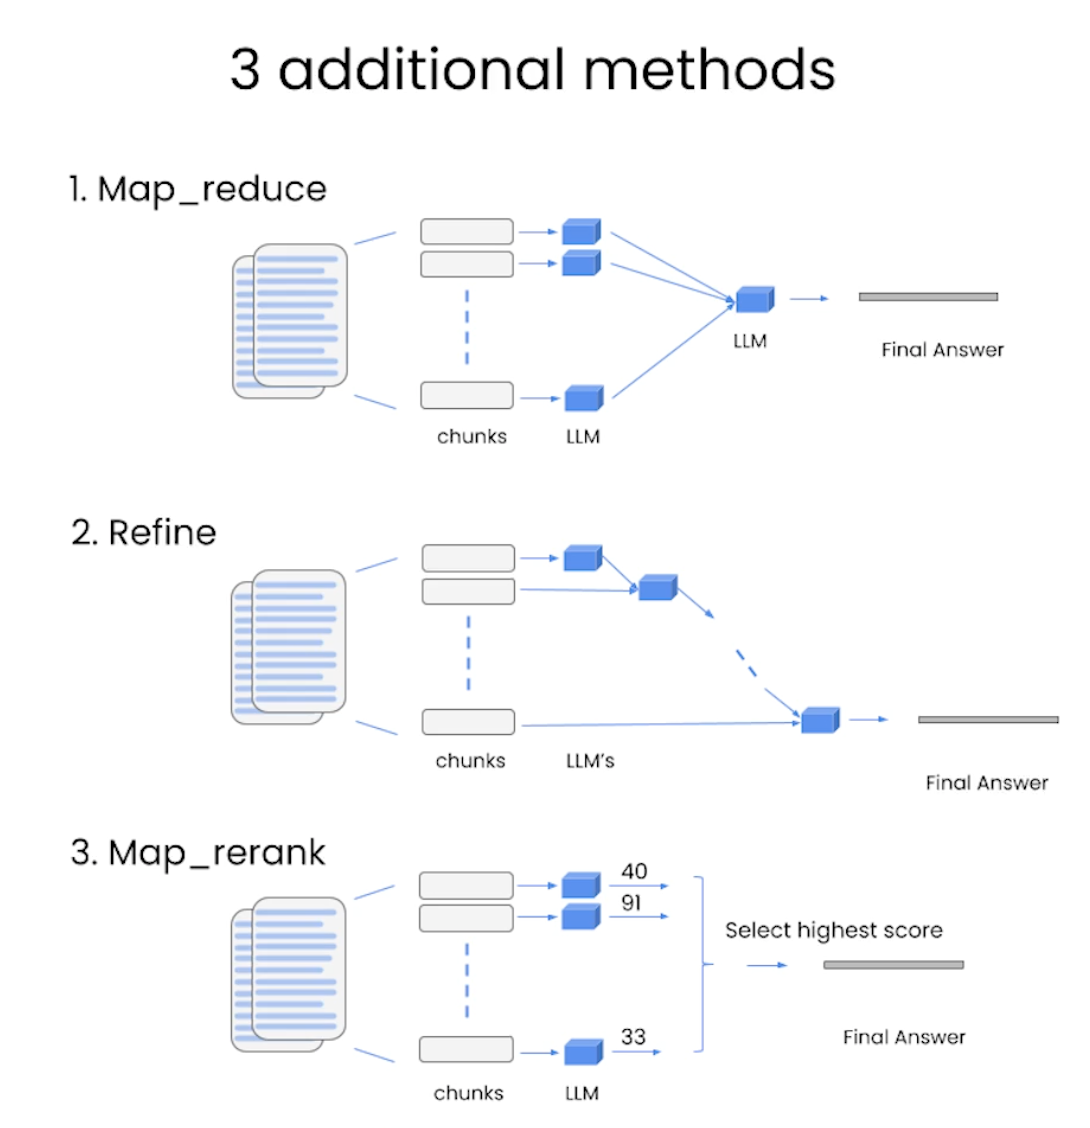 3 additional methods
1. Map_reduce
LLM
Final Answer
chunks
LLM
2. Refine
chunks
LLM's
Final Answer
3. Map_rerank
40
91
Select highest score
33
Final Answer
chunks
LLM